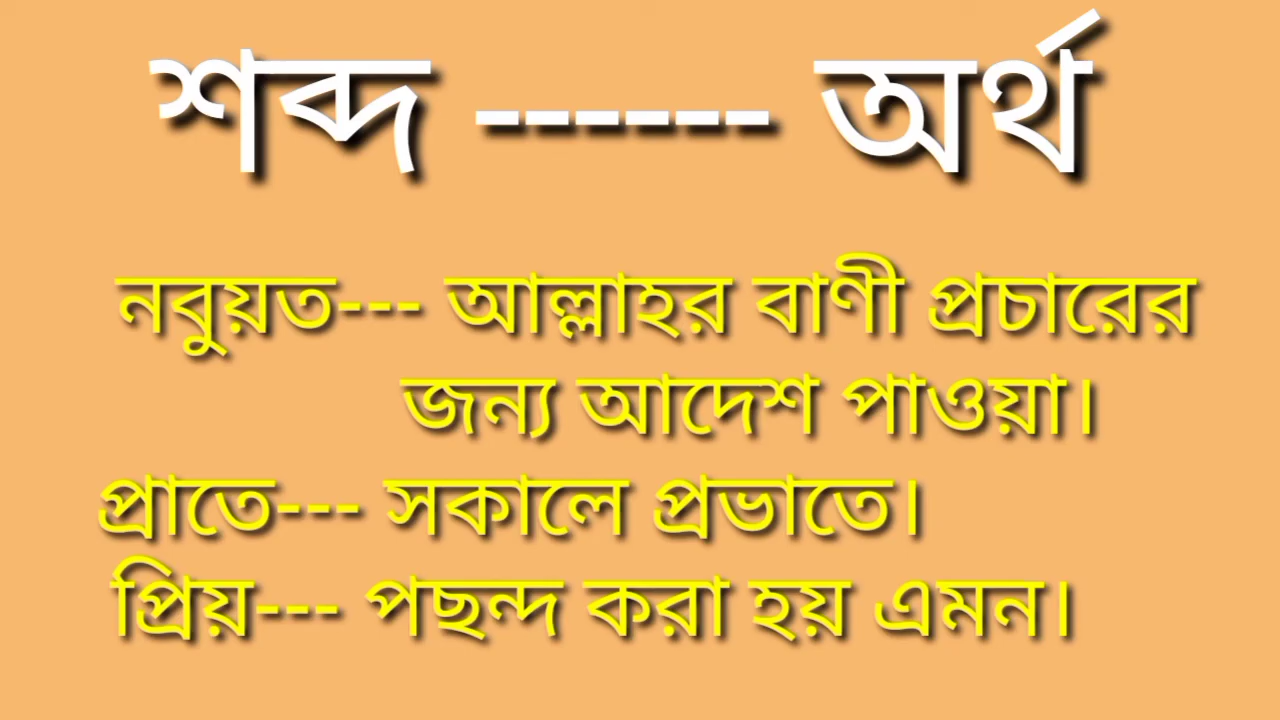 শব্দ ------ অর্থ
নবুয়ত--- আল্লাহর বাণী প্রচারের
জন্য আদেশ পাওয়া।
প্রাতে--- সকালে প্রভাতে।
প্রিয়--- পছন্দ করা হয় এমন।